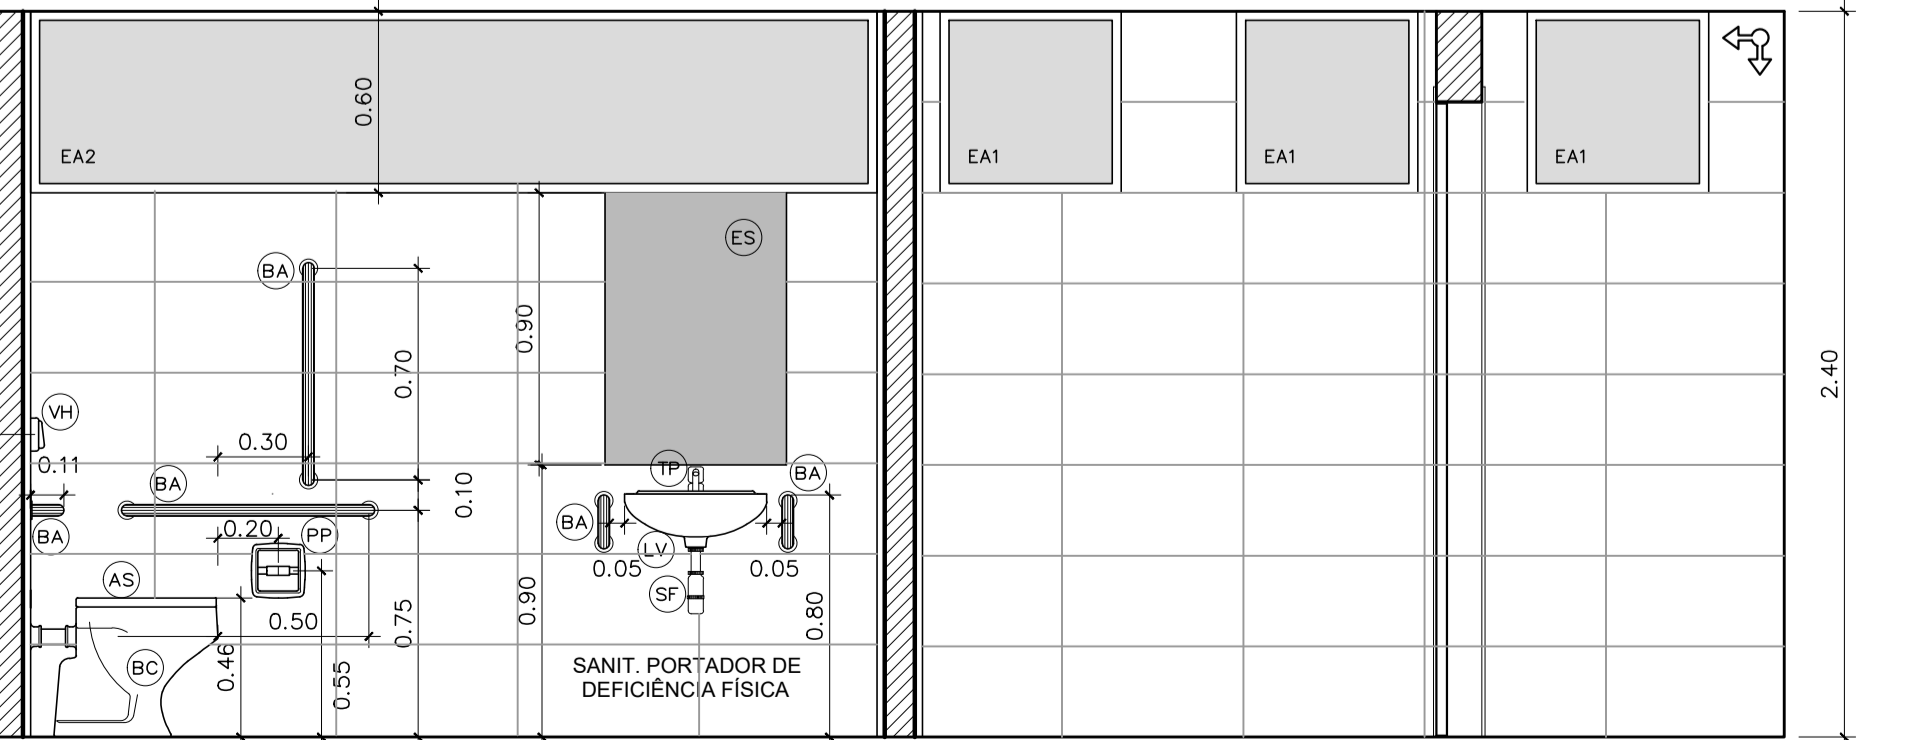 0.60
EA2
EA1
EA1
EA1
ES
BA
0.90
0.70
2.40
VH
0.30
0.11
TP
BA
BA
0.10
BA
BA
0.20
PP
LV
0.05
0.05
AS
SF
0.90
0.80
0.50
0.75
BC
0.46
0.55
SANIT. PORTADOR DE
DEFICIÊNCIA FÍSICA